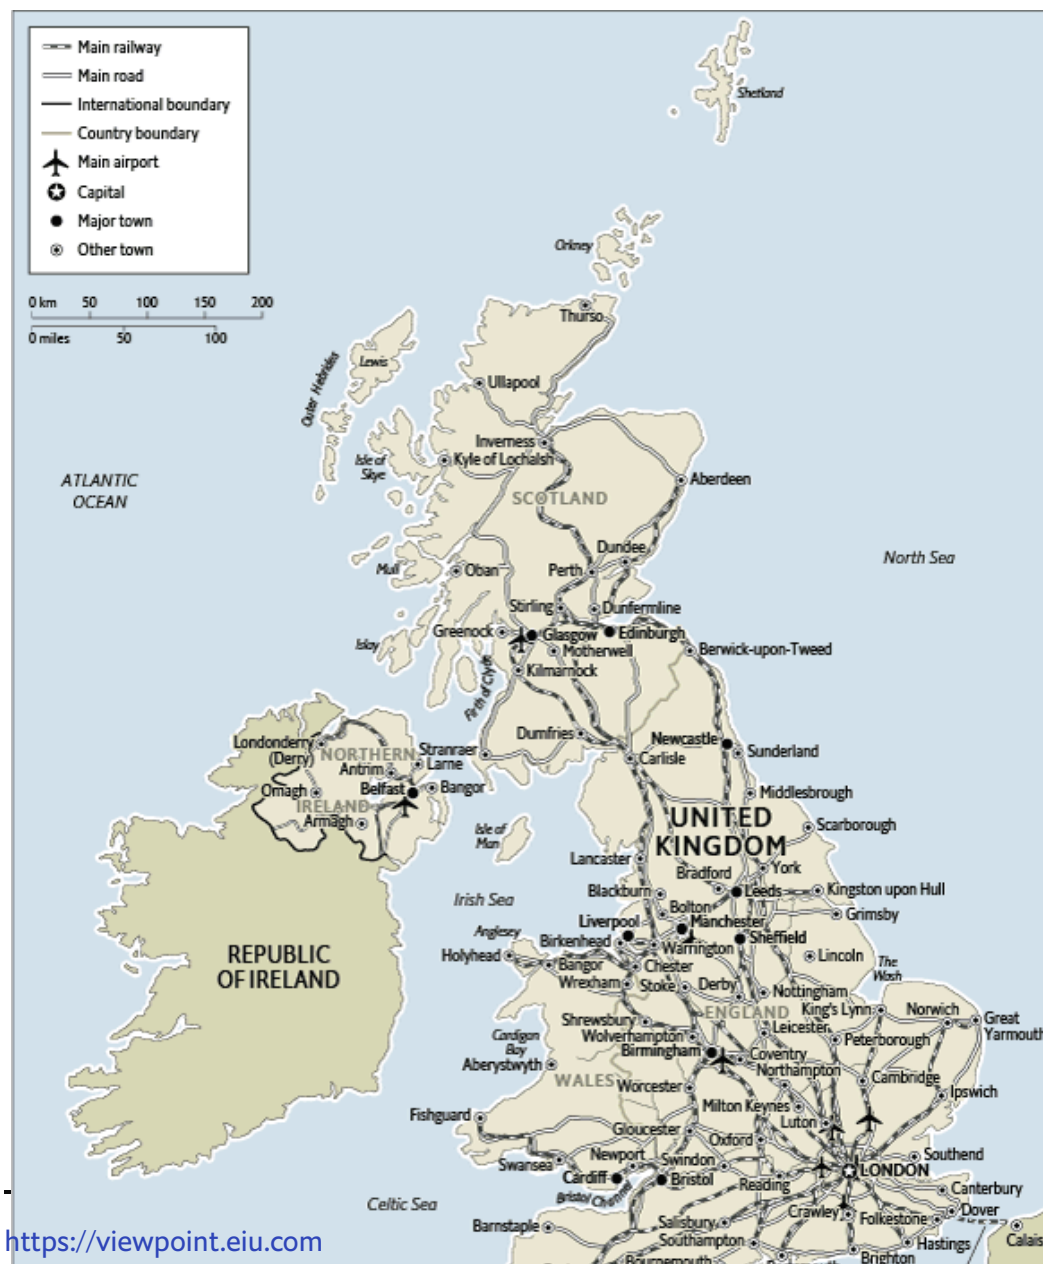 Main railway
Main road
International boundary
Country boundary
Main airport
Capital
Major town
Other town
0 km 50 100 150 200
0 miles 50 100
Shetland
Orkney
Thurso
Lewis
Outer Hebrides
Ullapool
Inverness
Isle of
Skye
Kyle of Lochalsh
ATLANTIC
OCEAN
Aberdeen
SCOTLAND
North Sea
Dundee
Mull
Oban
Perth
Stirling
Dunfermline
Greenock
Glasgow
Edinburgh
Islay
Motherwell
Berwick-upon-Tweed
Kilmarnock
Firth of Clyde
Dumfries
Newcastle
Londonderry
(Derry)
NORTHERN
IRELAND
Stranraer
Larne
Carlisle
Sunderland
Antrim
Omagh
Belfast
Bangor
Middlesbrough
Armagh
UNITED
KINGDOM
Isle of
Man
Scarborough
Lancaster
York
Bradford
Blackburn
Leeds
Kingston upon Hull
Irish Sea
Bolton
Grimsby
Liverpool
Manchester
Anglesey
Birkenhead
Warrington
Sheffield
REPUBLIC
OF IRELAND
Holyhead
Bangor
Chester
Lincoln
The
Wash
Wrexham
Stoke
Derby
Nottingham
ENGLAND
King's Lynn
Norwich
Great
Yarmouth
Shrewsbury
Leicester
Cardigan
Bay
Wolverhampton
Peterborough
Birmingham
Coventry
Aberystwyth
Northampton
WALES
Worcester
Cambridge
Ipswich
Milton Keynes
Fishguard
Luton
Gloucester
Oxford
Newport
Swindon
Southend
Swansea
LONDON
Cardiff
Bristol
Reading
Bristol Channel
Canterbury
Celtic Sea
Crawley
Dover
Folkestone
Barnstaple
Salisbury
Calais
https://viewpoint.eiu.com
Southampton
Hastings
Brighton
Bournemouth